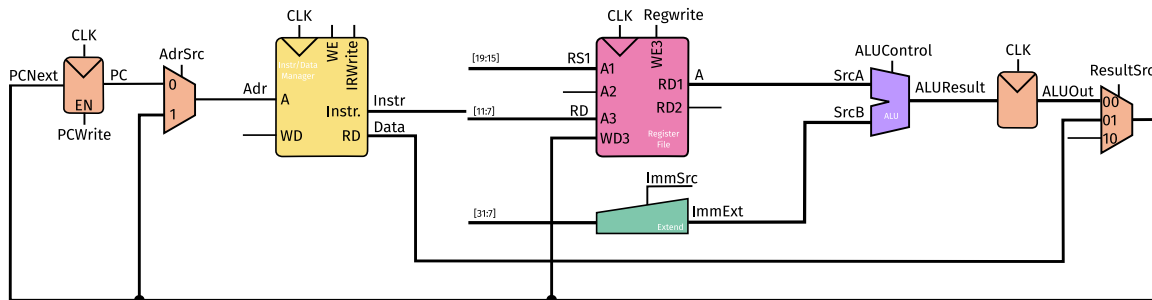 PCNext
CLK
EN
PCWrite
PC
AdrSrc
0
1
Adr
CLK
WE
IRWrite
Instr/Data
Manager
A
Instr.
WD
RD
Instr
Data
[19:15]
RS1
[11:7]
RD
[31:7]
CLK
Regwrite
WE3
A1
A2
A3
WD3
RD1
RD2
Register
File
A
ImmSrc
Extend
ImmExt
SrcA
SrcB
ALUControl
ALU
ALUResult
CLK
ALUOut
ResultSrc
00
01
10